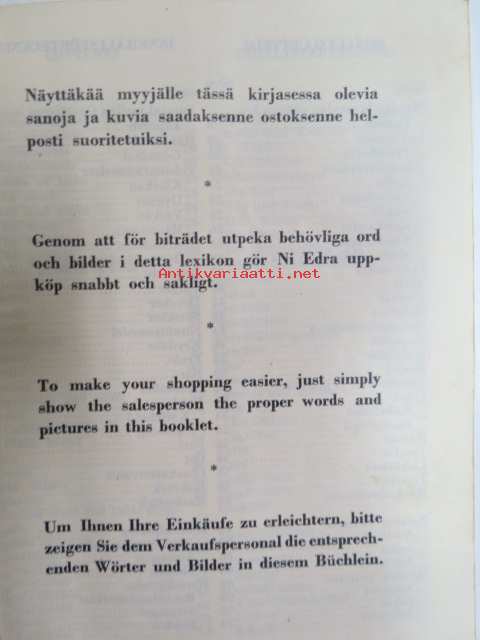 Näyttäkää myyjälle tässä kirjasessa olevia
sanoja ja kuvia saadaksenne ostoksenne hel-
posti suoritetuiksi.
*
Genom att för biträdet utpeka behövliga ord
och bilder i detta lexikon gör Ni Edra upp-
köp snabbt och sakligt.
Antikvariaatti.net
*
To make your shopping easier, just simply
show the salesperson the proper words and
pictures in this booklet.
*
Um Ihnen Ihre Einkäufe zu erleichtern, bitte
zeigen Sie dem Verkaufspersonal die entsprech-
enden Wörter und Bilder in diesem Büchlein.